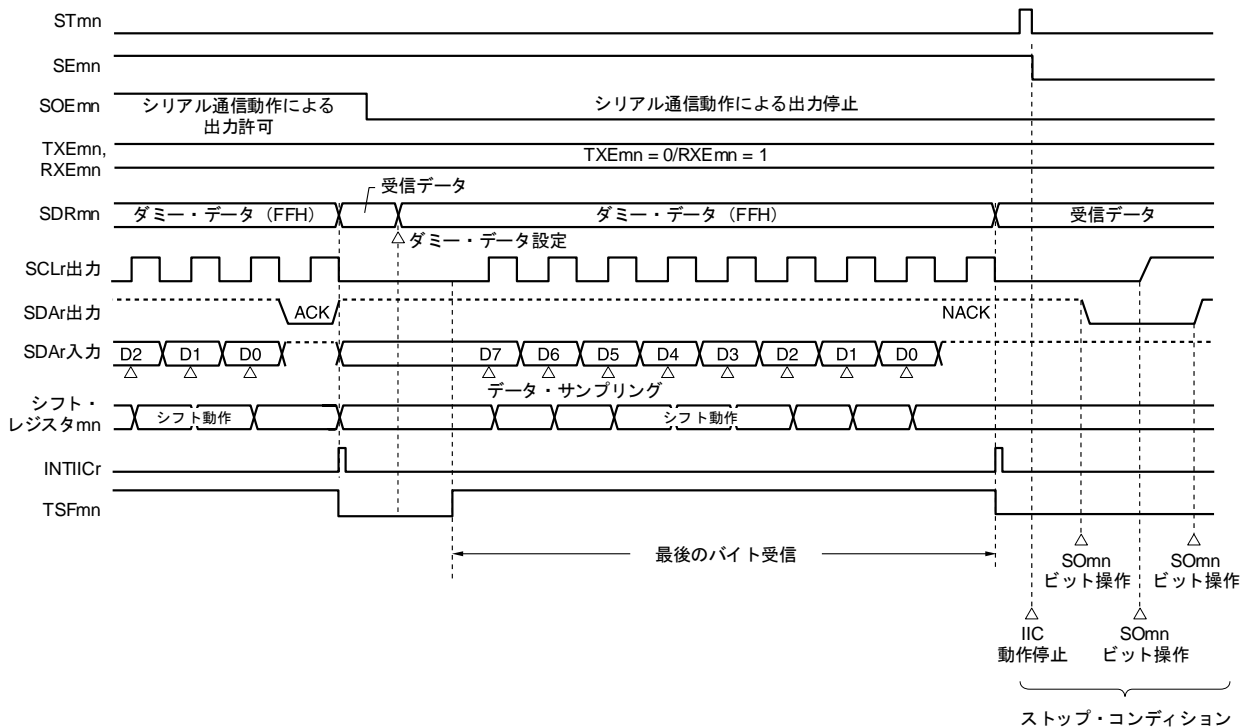 STmn
SEmn
SOEmn
シリアル通信動作による
出力許可
シリアル通信動作による出力停止
TXEmn,
RXEmn
TXEmn = 0/RXEmn = 1
受信データ
SDRmn
ダミー・データ（FFH）
ダミー・データ（FFH）
受信データ
ダミー・データ設定
SCLr出力
SDAr出力
ACK
NACK
SDAr入力
D2
D1
D0
D7
D6
D5
D4
D3
D2
D1
D0
データ・サンプリング
シフト・
レジスタmn
シフト動作
シフト動作
INTIICr
TSFmn
最後のバイト受信
SOmn
ビット操作
SOmn
ビット操作
IIC
動作停止
SOmn
ビット操作
ストップ・コンディション